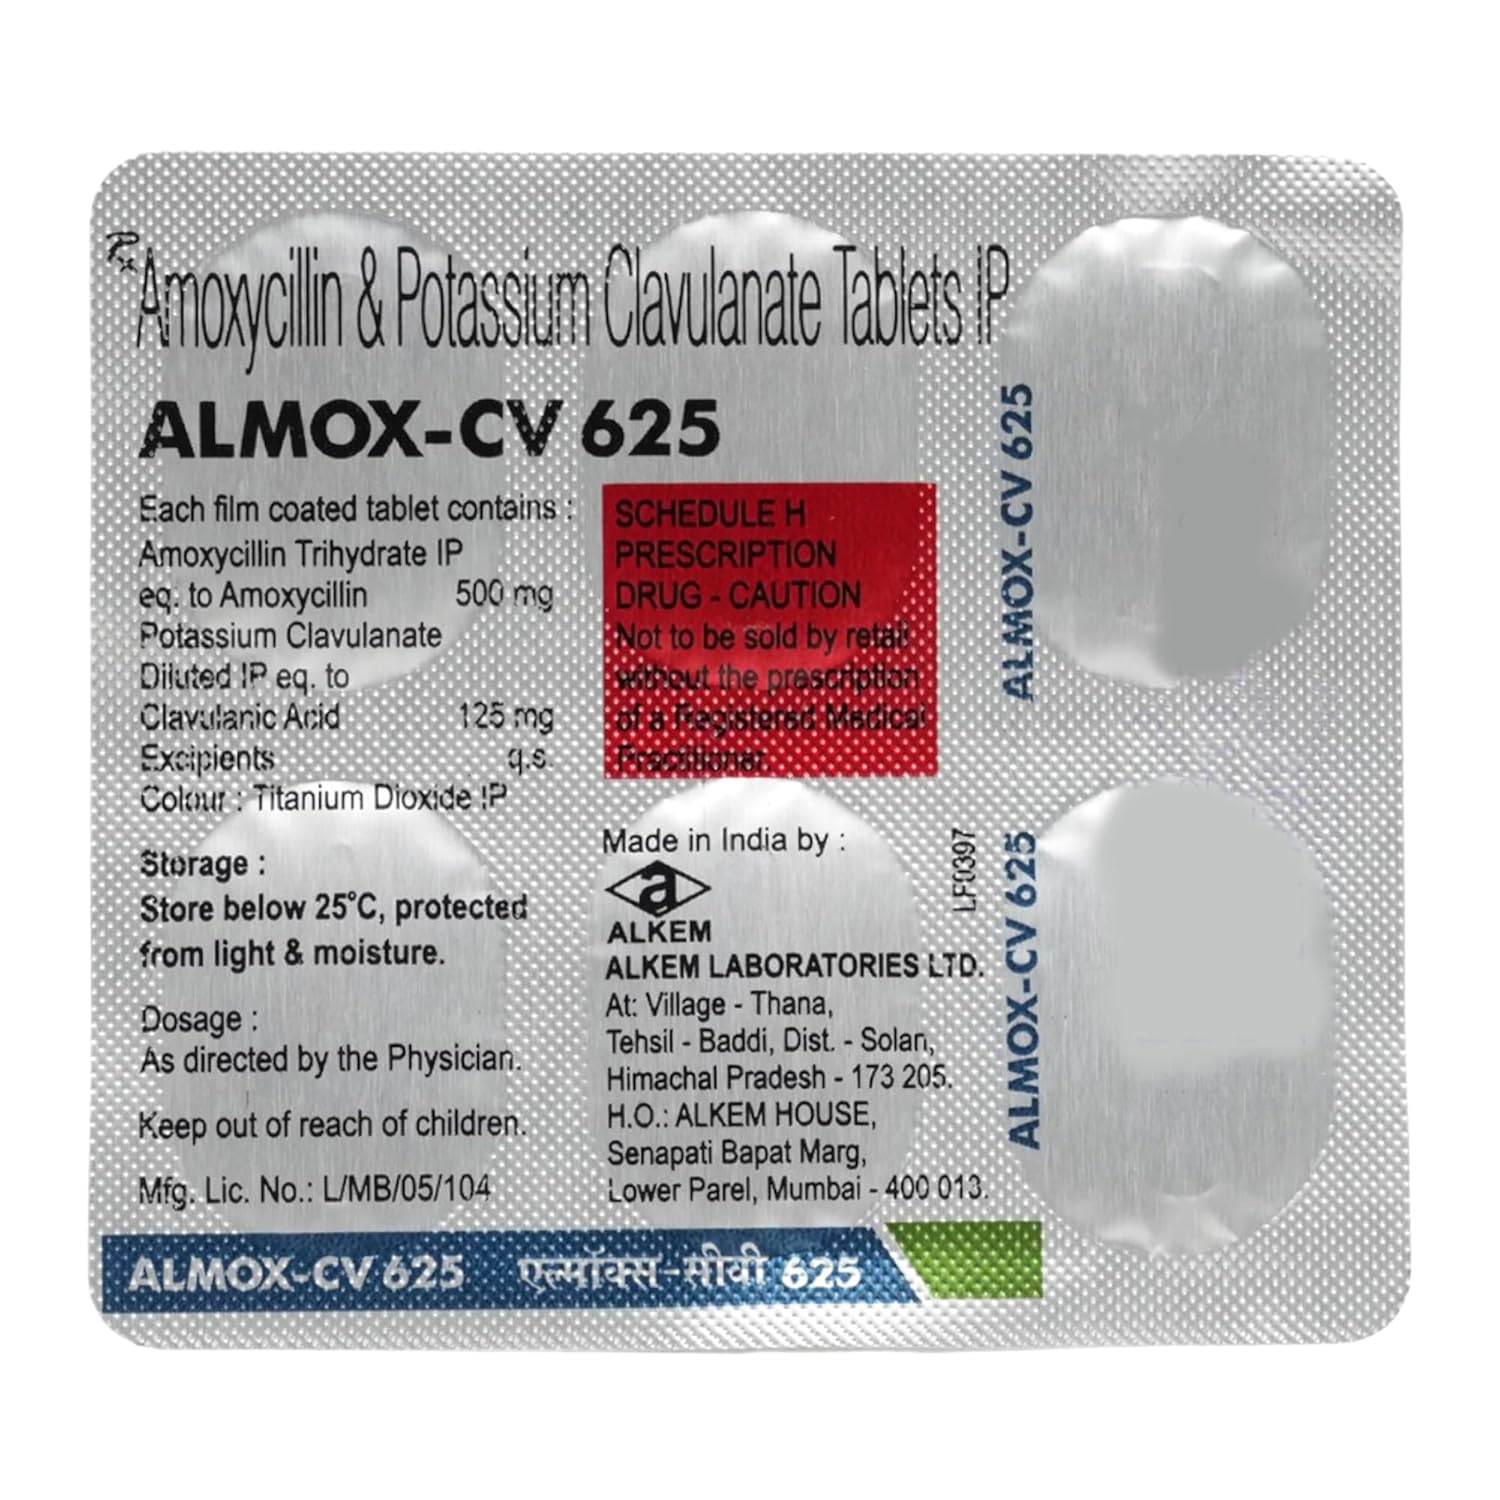 Rx Amoxycillin & Potassium Clavulanate Tablets IP
ALMOX-CV 625
Each film coated tablet contains :
Amoxycillin Trihydrate IP
eq. to Amoxycillin 500 mg
Potassium Clavulanate
Diluted IP eq. to
Clavulanic Acid 125 mg
Excipients q.s.
Colour : Titanium Dioxide IP
Storage :
Store below 25°C, protected
from light & moisture.
Dosage :
As directed by the Physician.
Keep out of reach of children.
Mfg. Lic. No.: L/MB/05/104
SCHEDULE H
PRESCRIPTION
DRUG - CAUTION
Not to be sold by retail
without the prescription
of a Registered Medical
Practitioner.
Made in India by :
a
ALKEM
ALKEM LABORATORIES LTD.
At: Village - Thana,
Tehsil - Baddi, Dist. - Solan,
Himachal Pradesh - 173 205.
H.O.: ALKEM HOUSE,
Senapati Bapat Marg,
Lower Parel, Mumbai - 400 013.
LF0397
ALMOX-CV 625
ALMOX-CV 625
ALMOX-CV 625 एल्मॉक्स-सीवी 625